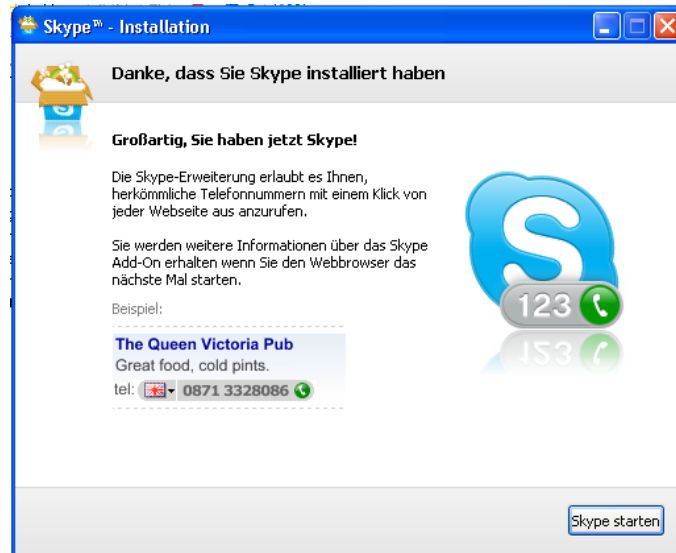 Skype™ - Installation
Danke, dass Sie Skype installiert haben
Großartig, Sie haben jetzt Skype!
Die Skype-Erweiterung erlaubt es Ihnen,
herkömmliche Telefonnummern mit einem Klick von
jeder Webseite aus anzurufen.
Sie werden weitere Informationen über das Skype
Add-On erhalten wenn Sie den Webbrowser das
nächste Mal starten.
Beispiel:
The Queen Victoria Pub
Great food, cold pints.
tel: 0871 3328086
123
Skype starten